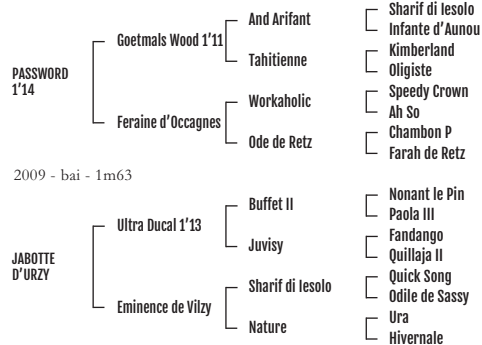 PASSWORD
1'14
Goetmals Wood 1'11
Feraine d'Occagnes
And Arifant
Tahitienne
Workaholic
Ode de Retz
Sharif di Iesolo
Infante d'Aunou
Kimberland
Oligiste
Speedy Crown
Ah So
Chambon P
Farah de Retz
2009 - bai - 1m63
JABOTTE
D'URZY
Ultra Ducal 1'13
Eminence de Vilzy
Buffet II
Juvisy
Sharif di Iesolo
Nature
Nonant le Pin
Paola III
Fandango
Quillaja II
Quick Song
Odile de Sassy
Ura
Hivernale